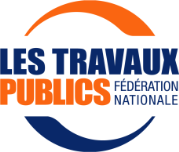 LES TRAVAUX
PUBLICS FÉDÉRATION
NATIONALE